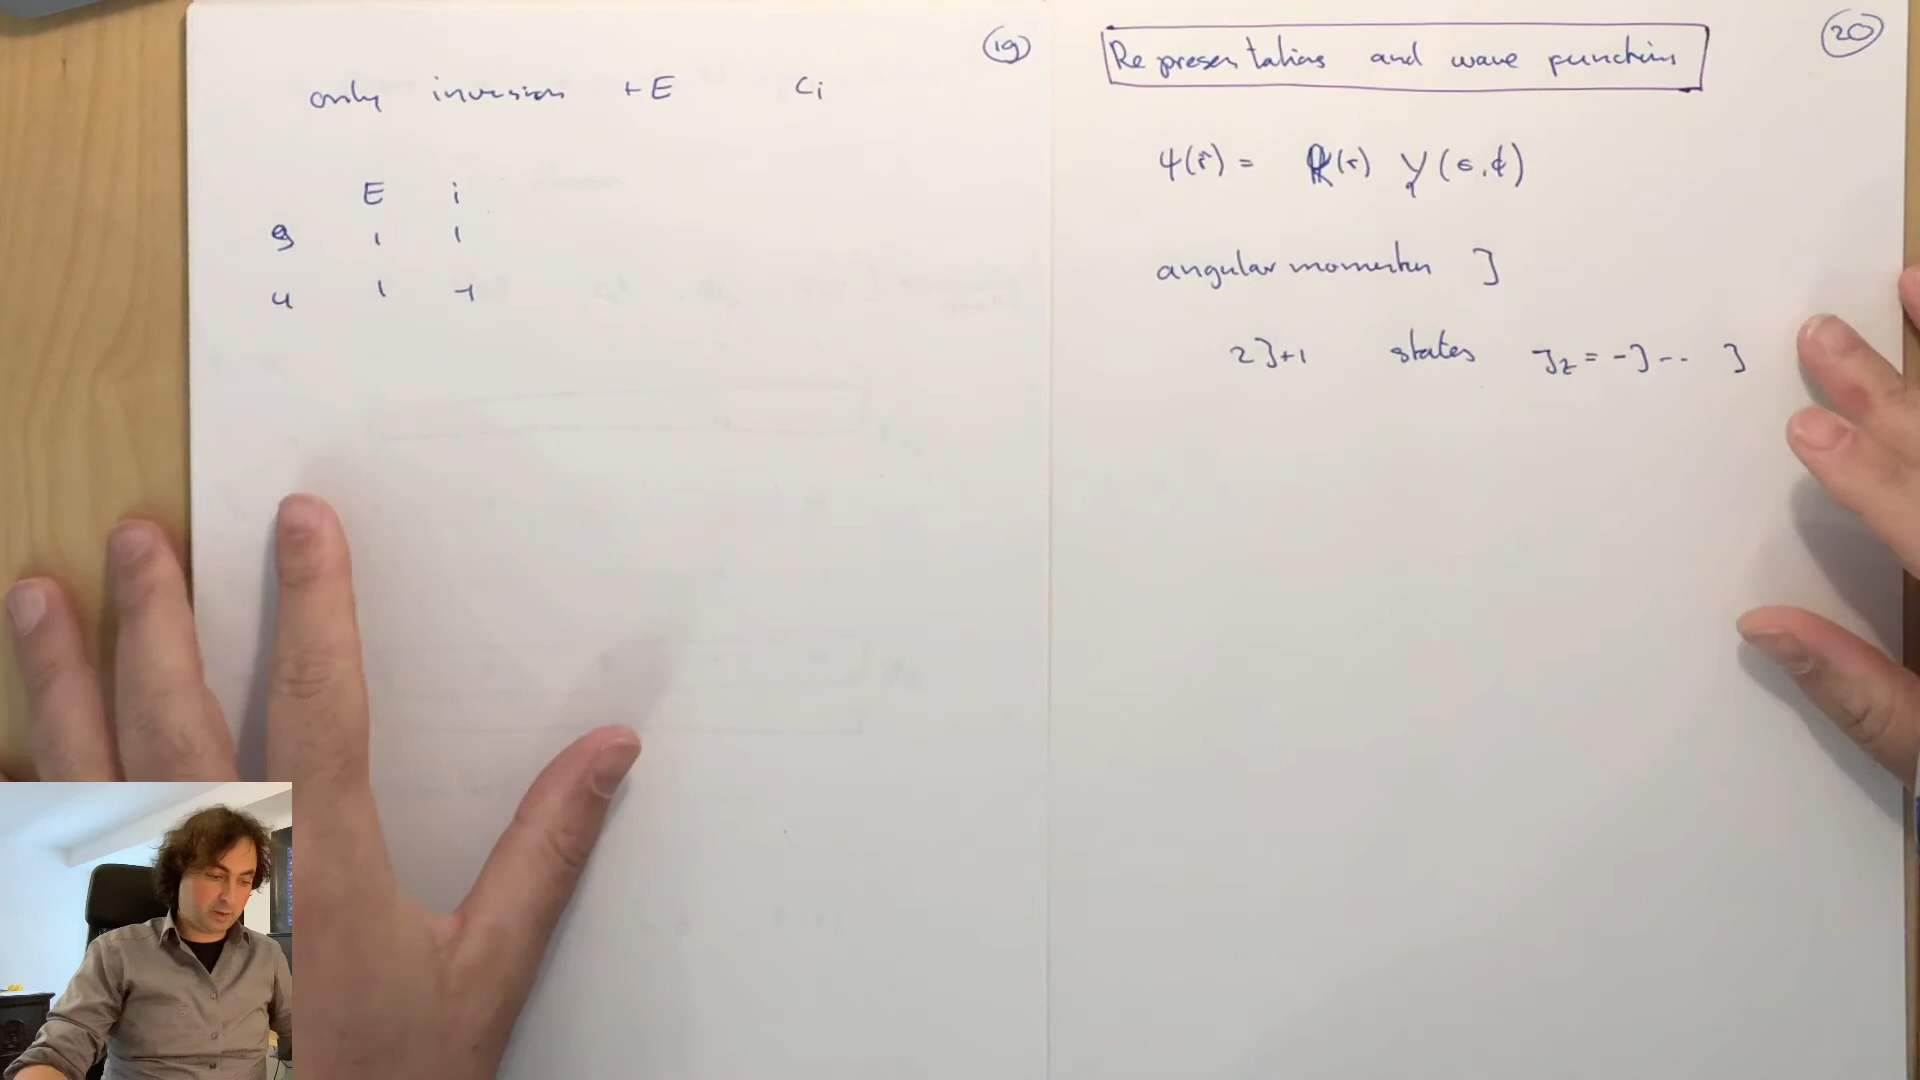 19
only inversion + E Ci
E i
g 1 1
u 1 -1
20
Representations and wave functions
ψ(r⃗) = R(r) Y(θ,ϕ)
angular momentum J
2J+1 states Jz = -J -- J